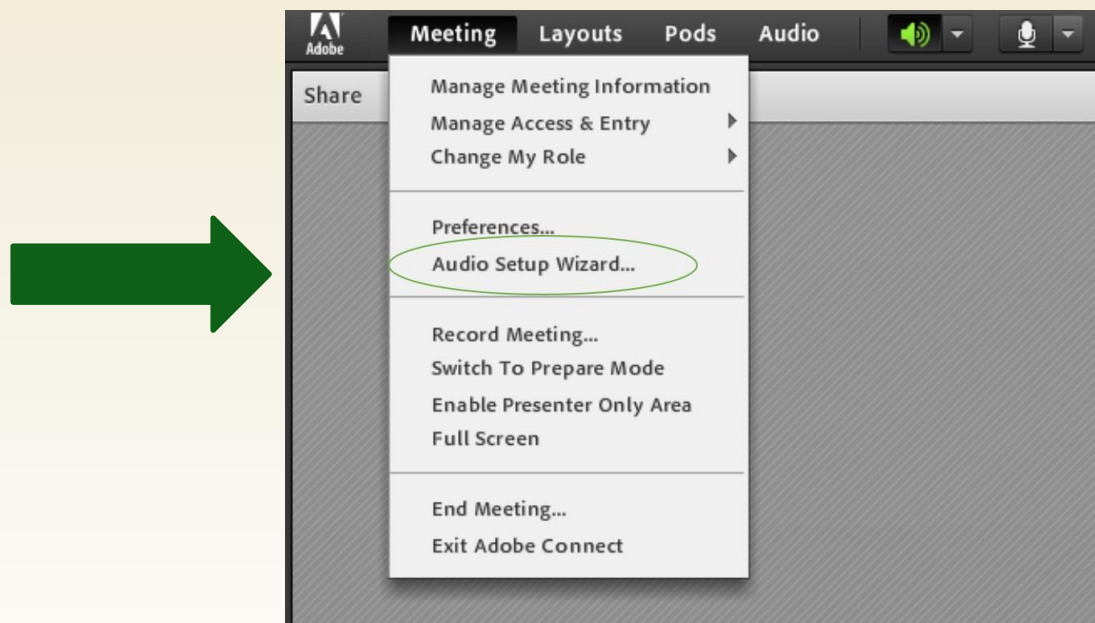 Adobe
Meeting Layouts Pods Audio
Share
Manage Meeting Information
Manage Access & Entry
Change My Role
Preferences...
Audio Setup Wizard...
Record Meeting...
Switch To Prepare Mode
Enable Presenter Only Area
Full Screen
End Meeting...
Exit Adobe Connect